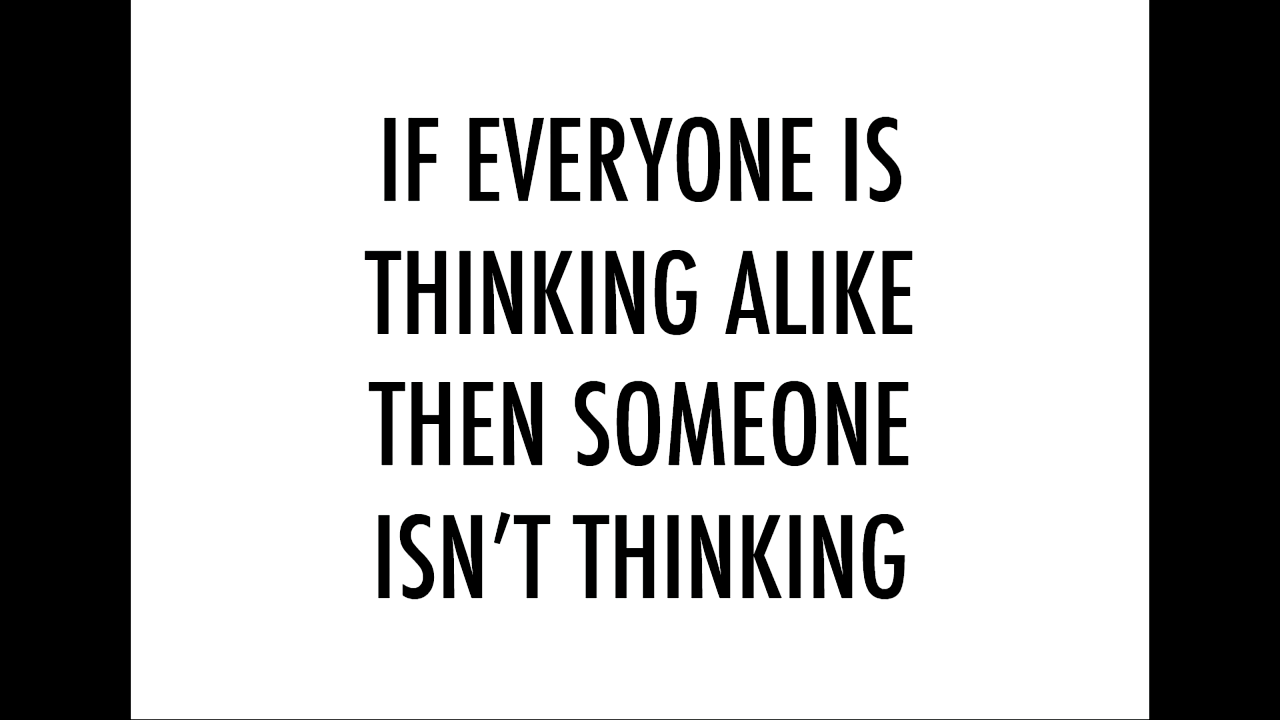 IF EVERYONE IS
THINKING ALIKE
THEN SOMEONE
ISN’T THINKING